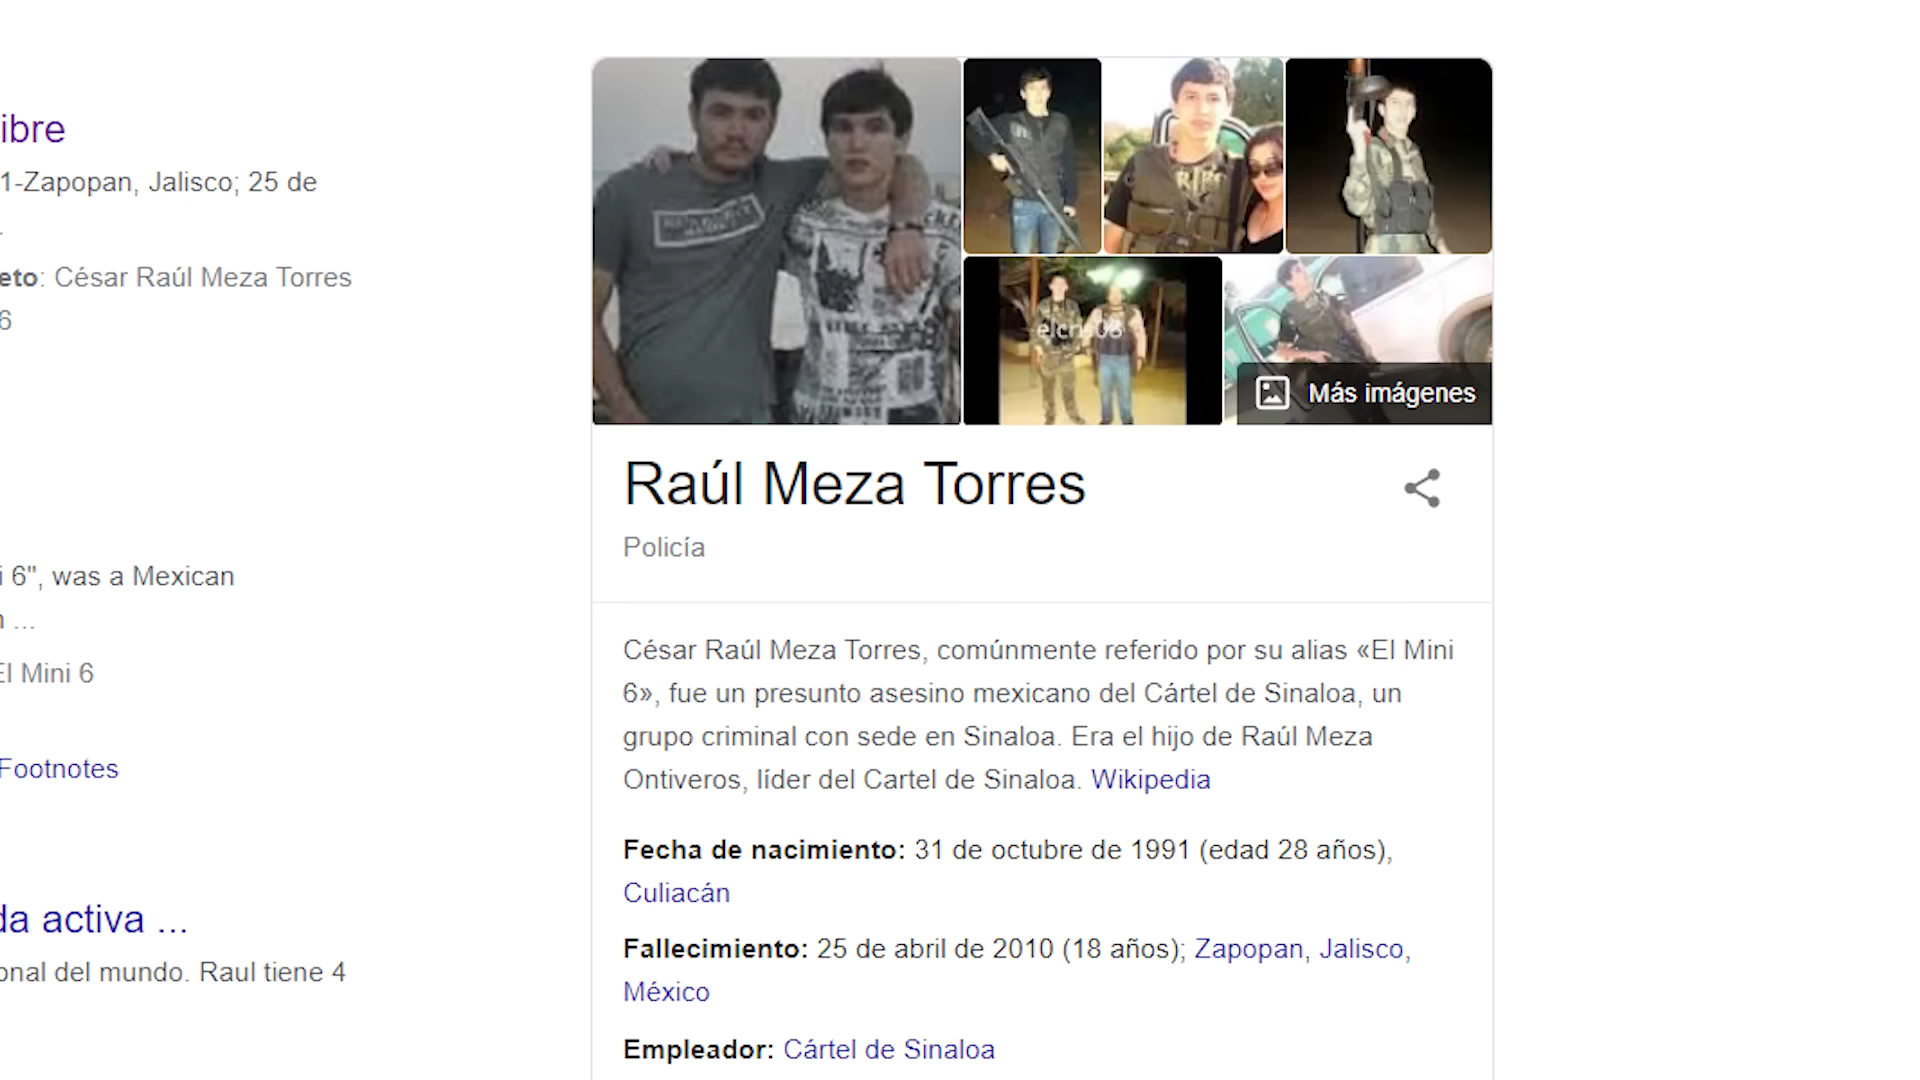 ibre
1-Zapopan, Jalisco; 25 de
.
eto: César Raúl Meza Torres
6
i 6", was a Mexican
n ...
El Mini 6
Footnotes
da activa ...
onal del mundo. Raul tiene 4
elcris08
Más imágenes
Raúl Meza Torres
Policía
César Raúl Meza Torres, comúnmente referido por su alias «El Mini
6», fue un presunto asesino mexicano del Cártel de Sinaloa, un
grupo criminal con sede en Sinaloa. Era el hijo de Raúl Meza
Ontiveros, líder del Cartel de Sinaloa. Wikipedia
Fecha de nacimiento: 31 de octubre de 1991 (edad 28 años),
Culiacán
Fallecimiento: 25 de abril de 2010 (18 años); Zapopan, Jalisco,
México
Empleador: Cártel de Sinaloa